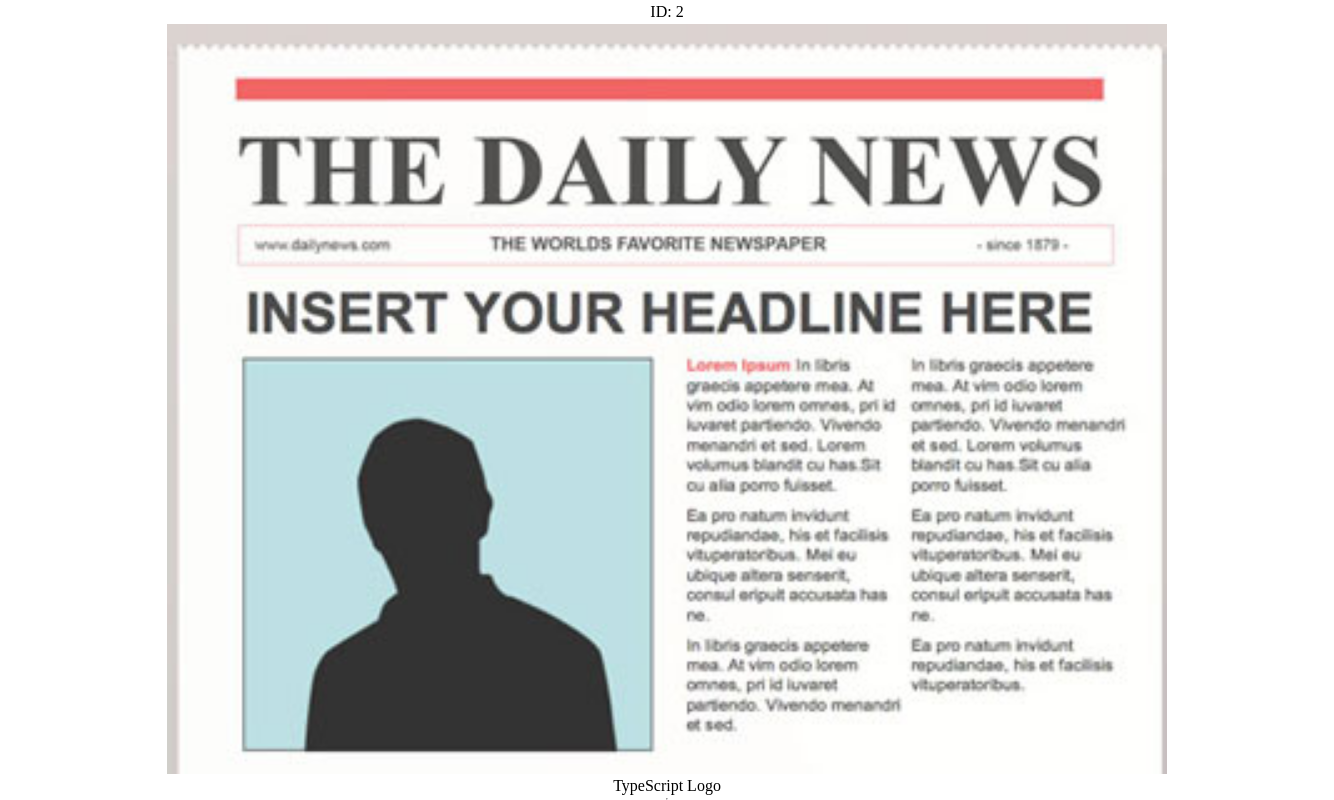 ID: 2
THE DAILY NEWS
www.dailynews.com
THE WORLDS FAVORITE NEWSPAPER
- since 1879 -
INSERT YOUR HEADLINE HERE
Lorem Ipsum In libris
graecis appetere mea. At
vim odio lorem omnes, pri id
iuvaret partiendo. Vivendo
menandri et sed. Lorem
volumus blandit cu has.Sit
cu alia porro fuisset.
Ea pro natum invidunt
repudiandae, his et facilisis
vituperatoribus. Mei eu
ubique altera senserit,
consul eripuit accusata has
ne.
In libris graecis appetere
mea. At vim odio lorem
omnes, pri id iuvaret
partiendo. Vivendo menandri
et sed.
In libris graecis appetere
mea. At vim odio lorem
omnes, pri id iuvaret
partiendo. Vivendo menandri
et sed. Lorem volumus
blandit cu has.Sit cu alia
porro fuisset.
Ea pro natum invidunt
repudiandae, his et facilisis
vituperatoribus. Mei eu
ubique altera senserit,
consul eripuit accusata has
ne.
Ea pro natum invidunt
repudiandae, his et facilisis
vituperatoribus.
TypeScript Logo